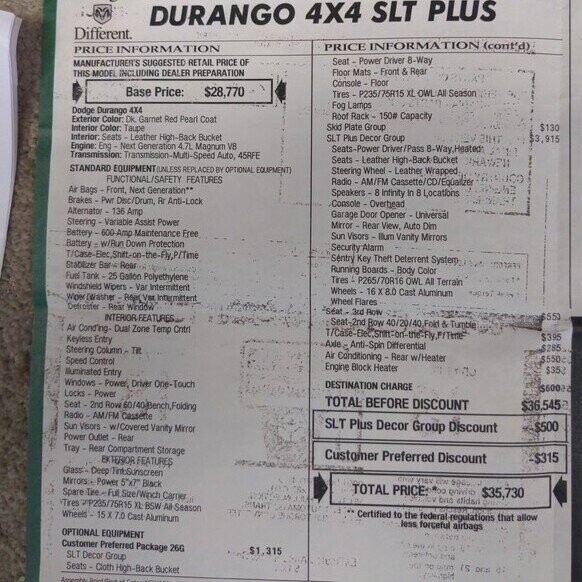 DURANGO 4X4 SLT PLUS
Different.
PRICE INFORMATION
MANUFACTURER'S SUGGESTED RETAIL PRICE OF
THIS MODEL INCLUDING DEALER PREPARATION
Base Price: $28,770
Dodge Durango 4X4
Exterior Color: Dk. Garnet Red Pearl Coat
Interior Color: Taupe
Interior: Seats - Leather High-Back Bucket
Engine: Eng - Next Generation 4.7L Magnum V8
Transmission: Transmission-Multi-Speed Auto, 45RFE
STANDARD EQUIPMENT(UNLESS REPLACED BY OPTIONAL EQUIPMENT)
FUNCTIONAL/SAFETY FEATURES
Air Bags - Front, Next Generation**
Brakes - Pwr Disc/Drum, Rr Anti-Lock
Alternator - 136 Amp
Steering - Variable Assist Power
Battery - 600-Amp Maintenance Free
Battery - w/Run Down Protection
T/Case-Elec,Shift-on-the-Fly,P/Time
Stabilizer Bar - Rear
Fuel Tank - 25 Gallon Polyethylene
Windshield Wipers - Var Intermittent
Wiper/Washer - Rear Var Intermittent
Defroster - Rear Window
INTERIOR FEATURES
Air Cond'ing- Dual Zone Temp Cntrl
Keyless Entry
Steering Column - Tilt
Speed Control
Illuminated Entry
Windows - Power, Driver One-Touch
Locks - Power
Seat - 2nd Row 60/40,Bench,Folding
Radio - AM/FM Cassette
Sun Visors - w/Covered Vanity Mirror
Power Outlet - Rear
Tray - Rear Compartment Storage
EXTERIOR FEATURES
Glass - Deep Tint Sunscreen
Mirrors - Power 5"x7" Black
Spare Tire - Full Size/Winch Carrier
Tires - P235/75R15 XL BSW All Season
Wheels - 15 X 7.0 Cast Aluminum
OPTIONAL EQUIPMENT
Customer Preferred Package 26G $1,315
SLT Decor Group
Seats - Cloth High-Back Bucket
PRICE INFORMATION (cont'd)
Seat - Power Driver 8-Way
Floor Mats - Front & Rear
Console - Floor
Tires - P235/75R15 XL OWL All Season
Fog Lamps
Roof Rack - 150# Capacity
Skid Plate Group $130
SLT Plus Decor Group $3,915
Seats-Power Driver/Pass 8-Way,Heated
Seats - Leather High-Back Bucket
Steering Wheel - Leather Wrapped
Radio - AM/FM Cassette/CD/Equalizer
Speakers - 8 Infinity In 8 Locations
Console - Overhead
Garage Door Opener - Universal
Mirror - Rear View, Auto Dim
Sun Visors - Illum Vanity Mirrors
Security Alarm
Sentry Key Theft Deterrent System
Running Boards - Body Color
Tires - P265/70R16 OWL All Terrain
Wheels - 16 X 8.0 Cast Aluminum
Wheel Flares
Seat - 3rd Row $550
Seat-2nd Row 40/20/40,Fold & Tumble
T/Case-Elec,Shift-on-the-Fly,F/Time $395
Axle - Anti-Spin Differential $285
Air Conditioning - Rear w/Heater $550
Engine Block Heater $35
DESTINATION CHARGE $600
TOTAL BEFORE DISCOUNT $36,545
SLT Plus Decor Group Discount -$500
Customer Preferred Discount -$315
TOTAL PRICE: $35,730
** Certified to the federal regulations that allow
less forceful airbags